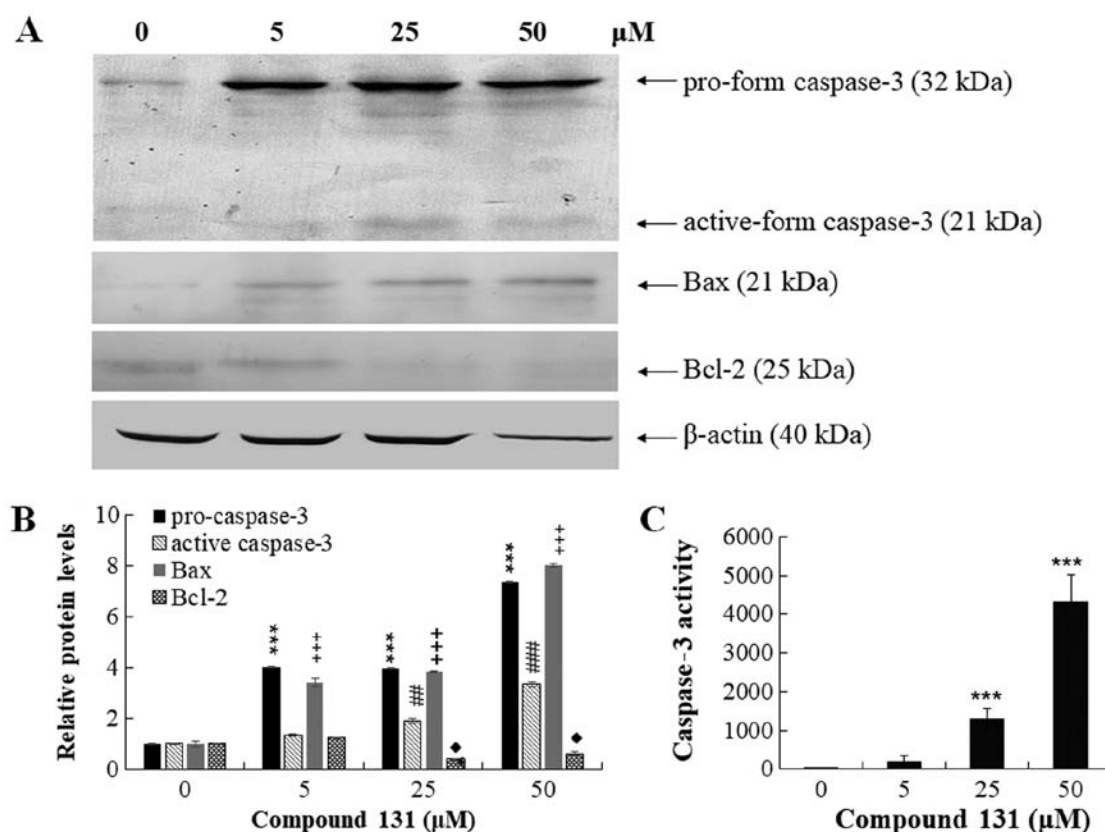 A
0 5 25 50 μM
pro-form caspase-3 (32 kDa)
active-form caspase-3 (21 kDa)
Bax (21 kDa)
Bcl-2 (25 kDa)
β-actin (40 kDa)
B
Relative protein levels
10
8
6
4
2
0
pro-caspase-3
active caspase-3
Bax
Bcl-2
*** +++
*** ## +++ ◆
*** ### +++ ◆
0 5 25 50
Compound 131 (μM)
C
Caspase-3 activity
6000
5000
4000
3000
2000
1000
0
***
***
0 5 25 50
Compound 131 (μM)